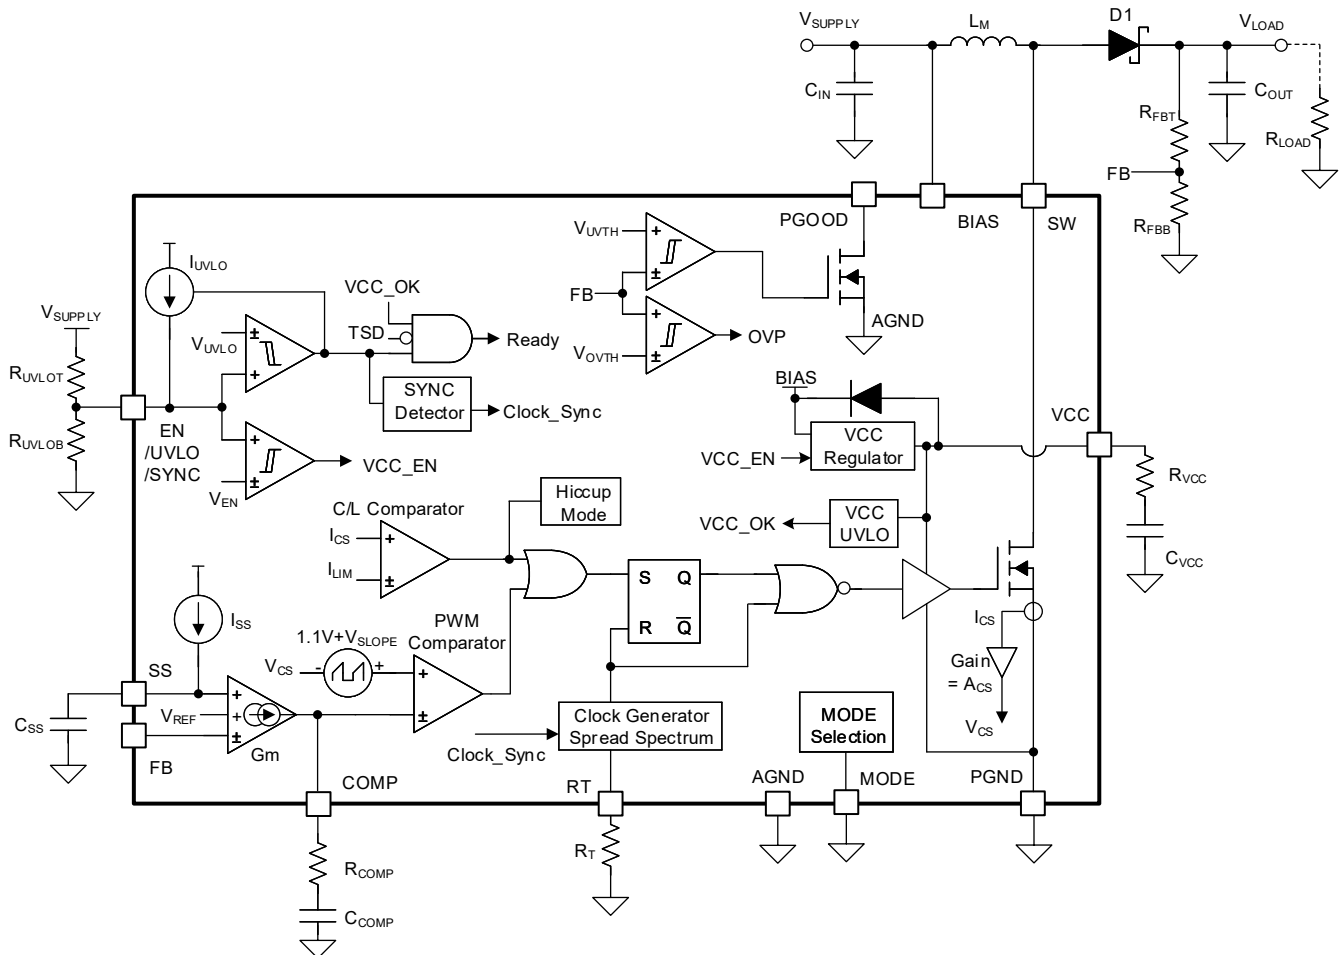 VSUPPLY
LM
D1
VLOAD
CIN
COUT
RFBT
RLOAD
FB
RFBB
PGOOD
BIAS
SW
IUVLO
VUVTH
VCC_OK
FB
VSUPPLY
TSD
AGND
VUVLO
Ready
OVP
VOVTH
RUVLOT
SYNC
Detector
Clock_Sync
BIAS
VCC
RUVLOB
EN
/UVLO
/SYNC
VCC
Regulator
VCC_EN
VCC_EN
RVCC
VEN
C/L Comparator
Hiccup
Mode
VCC_OK
VCC
UVLO
ICS
CVCC
ILIM
S Q
R Q
ISS
PWM
Comparator
1.1V+VSLOPE
ICS
VCS
-
+
Gain
= ACS
SS
VREF
CSS
FB
Gm
Clock Generator
Spread Spectrum
MODE
Selection
VCS
Clock_Sync
COMP
RT
AGND
MODE
PGND
RT
RCOMP
CCOMP